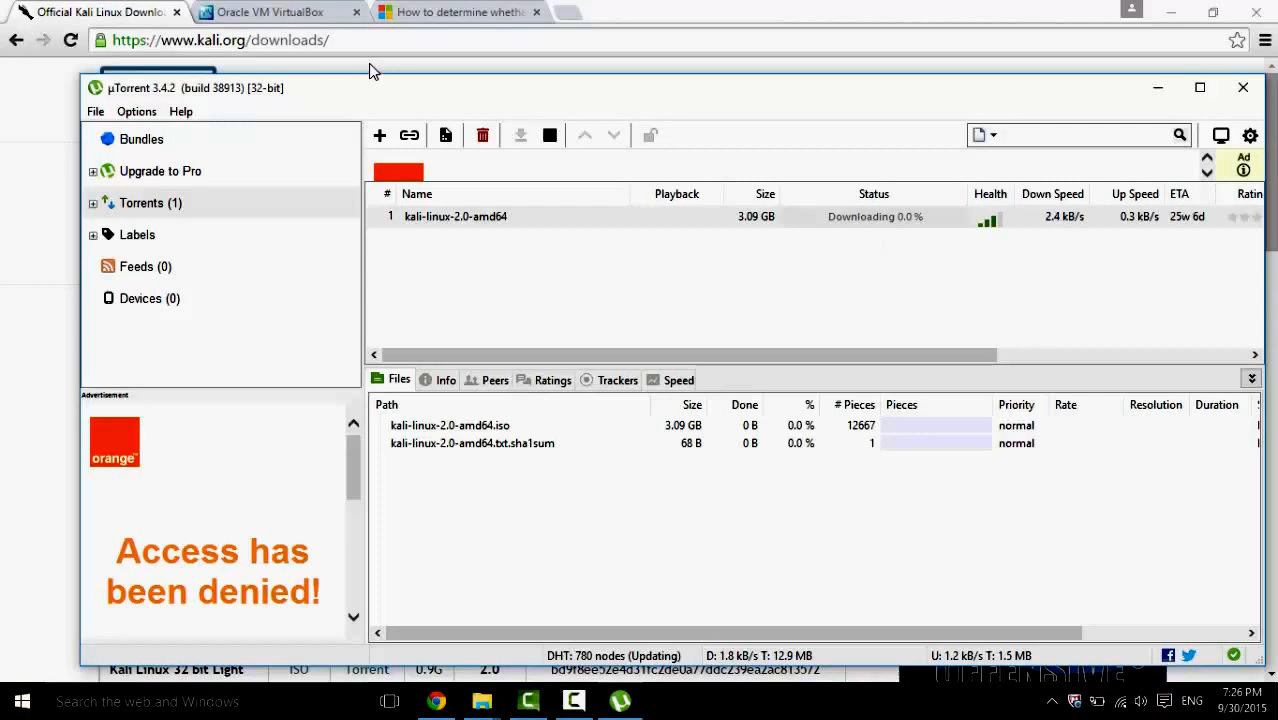 Official Kali Linux Downlo
Oracle VM VirtualBox
How to determine whethe
https://www.kali.org/downloads/
µTorrent 3.4.2 (build 38913) [32-bit]
File Options Help
Bundles
Upgrade to Pro
Torrents (1)
Labels
Feeds (0)
Devices (0)
Ad
# Name Playback Size Status Health Down Speed Up Speed ETA Ratin
1 kali-linux-2.0-amd64 3.09 GB Downloading 0.0 % 2.4 kB/s 0.3 kB/s 25w 6d
Files Info Peers Ratings Trackers Speed
Advertisement
orange™
Access has
been denied!
Path Size Done % # Pieces Pieces Priority Rate Resolution Duration
kali-linux-2.0-amd64.iso 3.09 GB 0 B 0.0 % 12667 normal
kali-linux-2.0-amd64.txt.sha1sum 68 B 0 B 0.0 % 1 normal
DHT: 780 nodes (Updating) D: 1.8 kB/s T: 12.9 MB U: 1.2 kB/s T: 1.5 MB
Kali Linux 32 bit Light ISO Torrent 0.9G 2.0
OFFENSIVE
Search the web and Windows
ENG
7:26 PM
9/30/2015